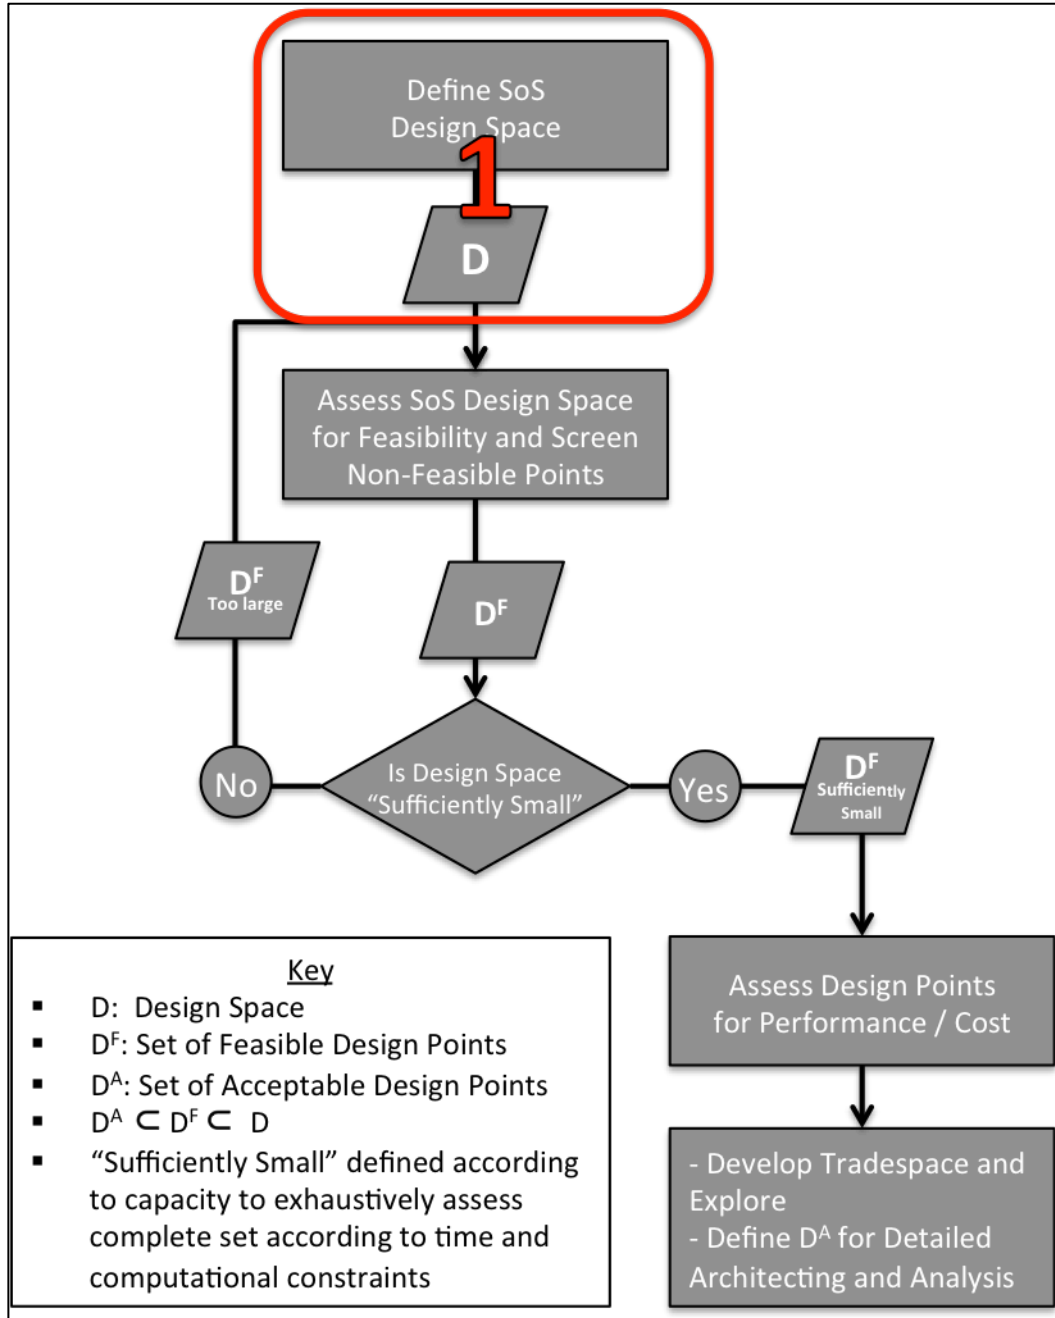 Define SoS
Design Space
1
D
Assess SoS Design Space
for Feasibility and Screen
Non-Feasible Points
Dᶠ
Too large
Dᶠ
Is Design Space
“Sufficiently Small”
No
Yes
Dᶠ
Sufficiently
Small
Assess Design Points
for Performance / Cost
- Develop Tradespace and
Explore
- Define Dᴬ for Detailed
Architecting and Analysis
Key
▪ D: Design Space
▪ Dᶠ: Set of Feasible Design Points
▪ Dᴬ: Set of Acceptable Design Points
▪ Dᴬ ⊂ Dᶠ ⊂ D
▪ “Sufficiently Small” defined according
to capacity to exhaustively assess
complete set according to time and
computational constraints